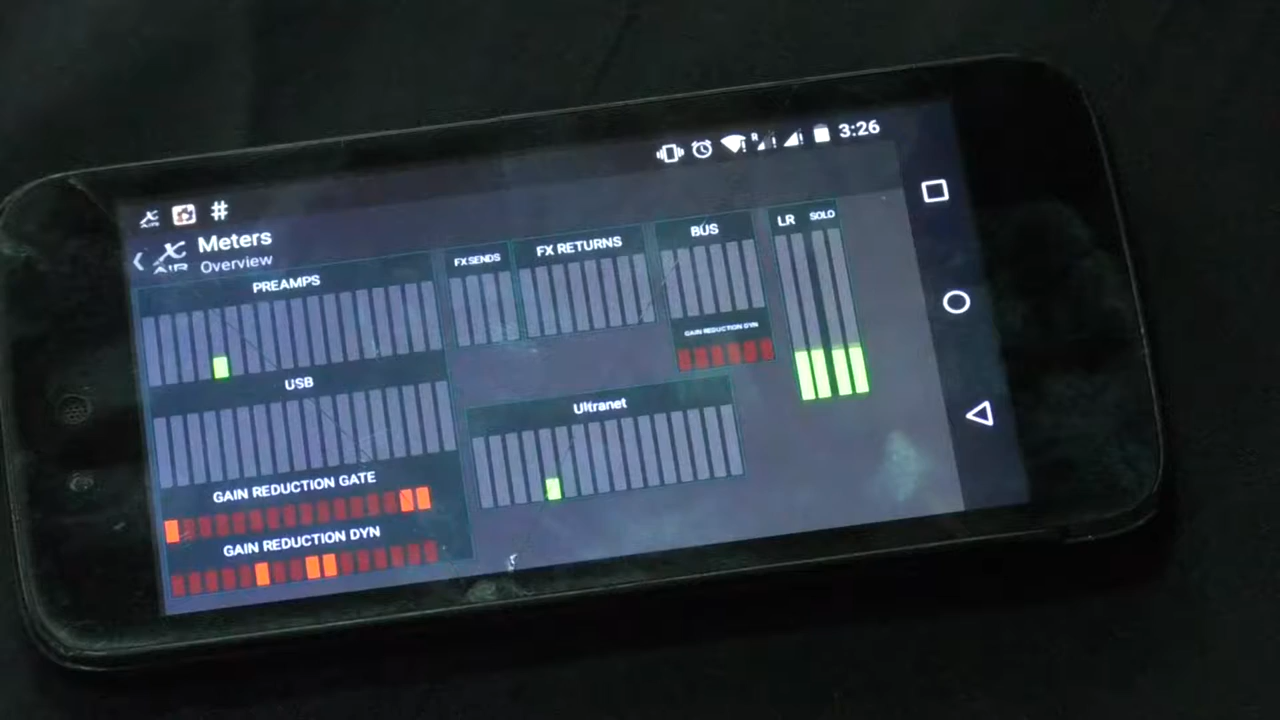 3:26
#
X AIR
Meters
Overview
PREAMPS
FX SENDS
FX RETURNS
BUS
LR
SOLO
GAIN REDUCTION DYN
USB
Ultranet
GAIN REDUCTION GATE
GAIN REDUCTION DYN